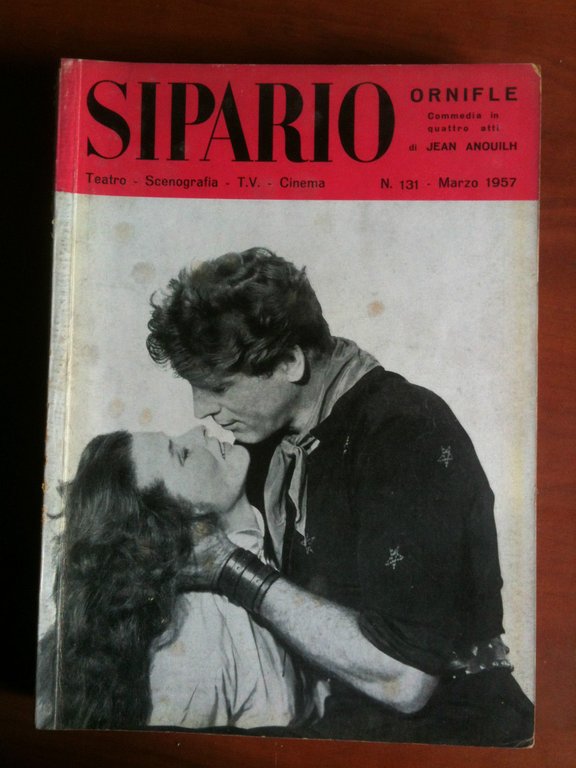 SIPARIO
ORNIFLE
Commedia in
quattro atti
di JEAN ANOUILH
Teatro - Scenografia - T.V. - Cinema
N. 131 - Marzo 1957